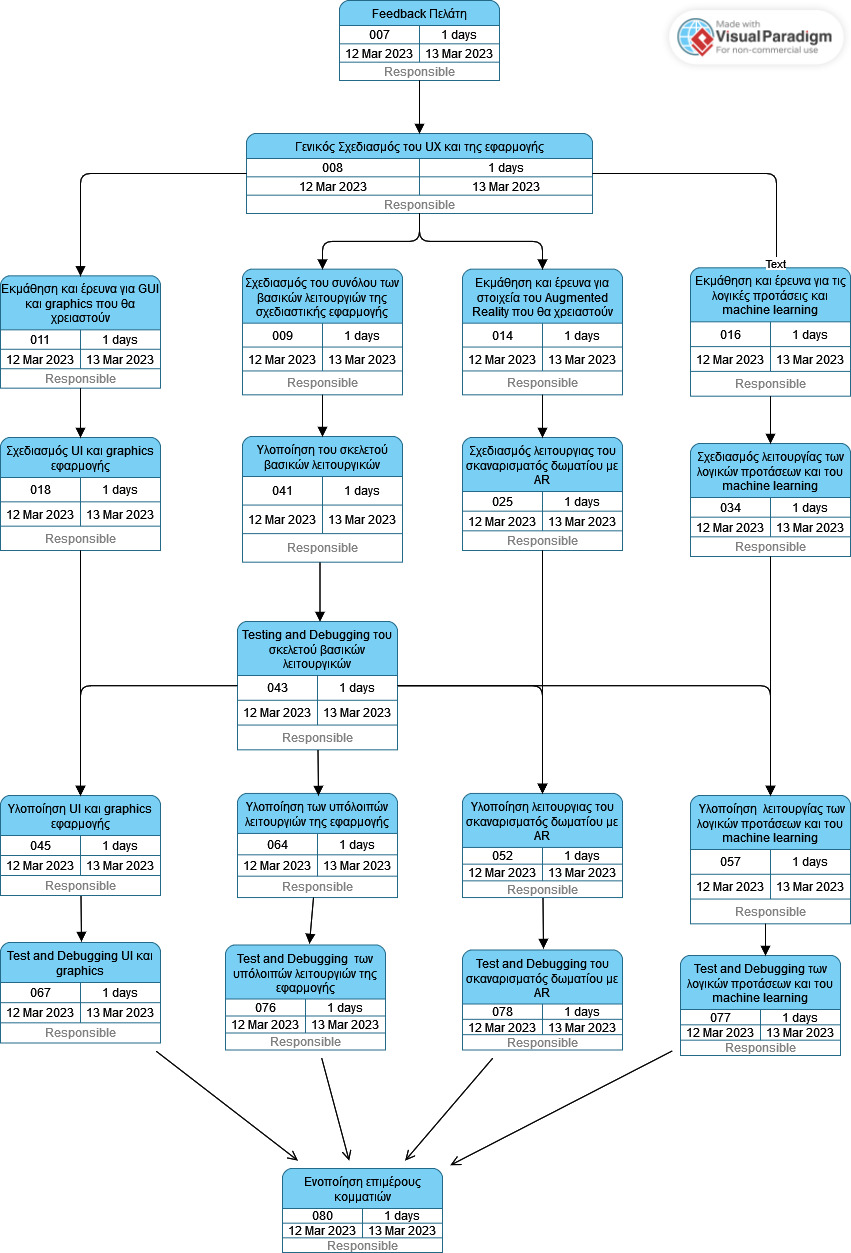 Feedback Πελάτη
007 1 days
12 Mar 2023 13 Mar 2023
Responsible
Made with
VisualParadigm
For non-commercial use
Γενικός Σχεδιασμός του UX και της εφαρμογής
008 1 days
12 Mar 2023 13 Mar 2023
Responsible
Εκμάθηση και έρευνα για GUI
και graphics που θα
χρειαστούν
011 1 days
12 Mar 2023 13 Mar 2023
Responsible
Σχεδιασμός του συνόλου των
βασικών λειτουργιών της
σχεδιαστικής εφαρμογής
009 1 days
12 Mar 2023 13 Mar 2023
Responsible
Εκμάθηση και έρευνα για
στοιχεία του Augmented
Reality που θα χρειαστούν
014 1 days
12 Mar 2023 13 Mar 2023
Responsible
Text
Εκμάθηση και έρευνα για τις
λογικές προτάσεις και
machine learning
016 1 days
12 Mar 2023 13 Mar 2023
Responsible
Σχεδιασμός UI και graphics
εφαρμογής
018 1 days
12 Mar 2023 13 Mar 2023
Responsible
Υλοποίηση του σκελετού
βασικών λειτουργικών
041 1 days
12 Mar 2023 13 Mar 2023
Responsible
Σχεδιασμός λειτουργιας του
σκαναρισματός δωματίου με
AR
025 1 days
12 Mar 2023 13 Mar 2023
Responsible
Σχεδιασμός λειτουργίας των
λογικών προτάσεων και του
machine learning
034 1 days
12 Mar 2023 13 Mar 2023
Responsible
Testing and Debugging του
σκελετού βασικών
λειτουργικών
043 1 days
12 Mar 2023 13 Mar 2023
Responsible
Υλοποίηση UI και graphics
εφαρμογής
045 1 days
12 Mar 2023 13 Mar 2023
Responsible
Υλοποίηση των υπόλοιπών
λειτουργιών της εφαρμογής
064 1 days
12 Mar 2023 13 Mar 2023
Responsible
Υλοποίηση λειτουργιας του
σκαναρισματός δωματίου με
AR
052 1 days
12 Mar 2023 13 Mar 2023
Responsible
Υλοποίηση λειτουργίας των
λογικών προτάσεων και του
machine learning
057 1 days
12 Mar 2023 13 Mar 2023
Responsible
Test and Debugging UI και
graphics
067 1 days
12 Mar 2023 13 Mar 2023
Responsible
Test and Debugging των
υπόλοιπών λειτουργιών της
εφαρμογής
076 1 days
12 Mar 2023 13 Mar 2023
Responsible
Test and Debugging του
σκαναρισματός δωματίου με
AR
078 1 days
12 Mar 2023 13 Mar 2023
Responsible
Test and Debugging των
λογικών προτάσεων και του
machine learning
077 1 days
12 Mar 2023 13 Mar 2023
Responsible
Ενοποίηση επιμέρους
κομματιών
080 1 days
12 Mar 2023 13 Mar 2023
Responsible